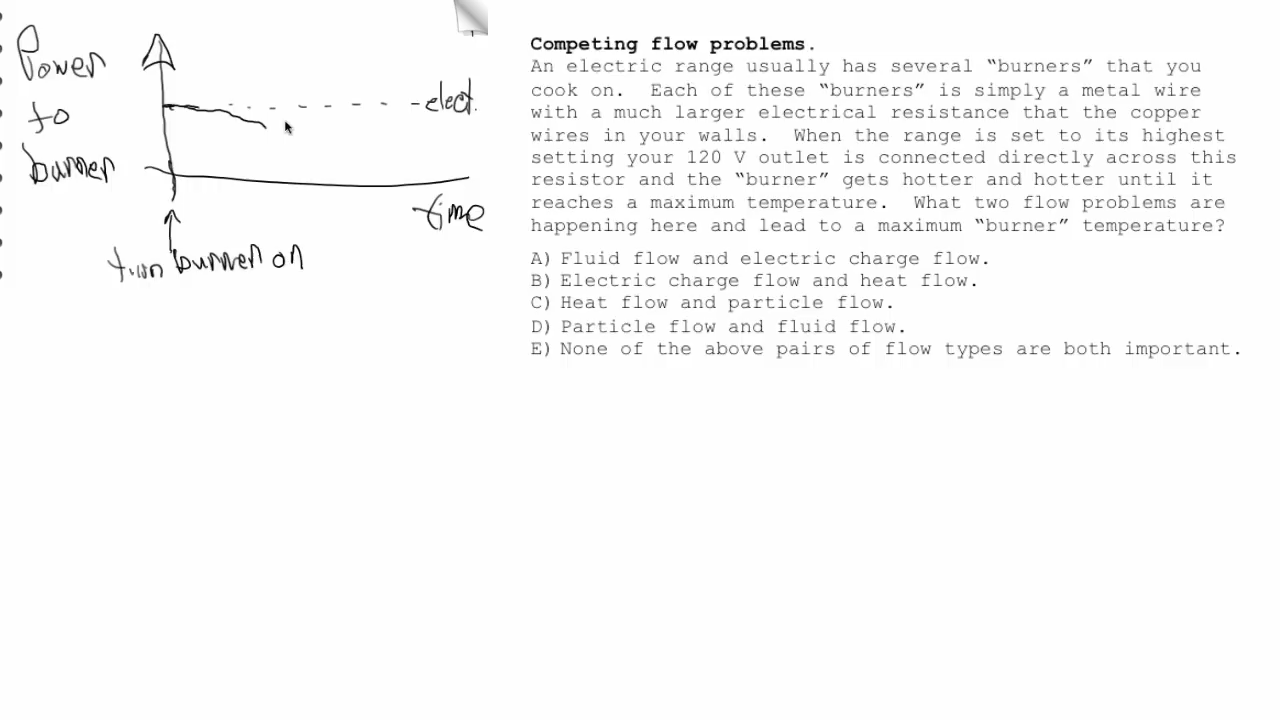 Power
to
burner
elect.
time
turn burner on
Competing flow problems.
An electric range usually has several “burners” that you
cook on. Each of these “burners” is simply a metal wire
with a much larger electrical resistance that the copper
wires in your walls. When the range is set to its highest
setting your 120 V outlet is connected directly across this
resistor and the “burner” gets hotter and hotter until it
reaches a maximum temperature. What two flow problems are
happening here and lead to a maximum “burner” temperature?
A) Fluid flow and electric charge flow.
B) Electric charge flow and heat flow.
C) Heat flow and particle flow.
D) Particle flow and fluid flow.
E) None of the above pairs of flow types are both important.